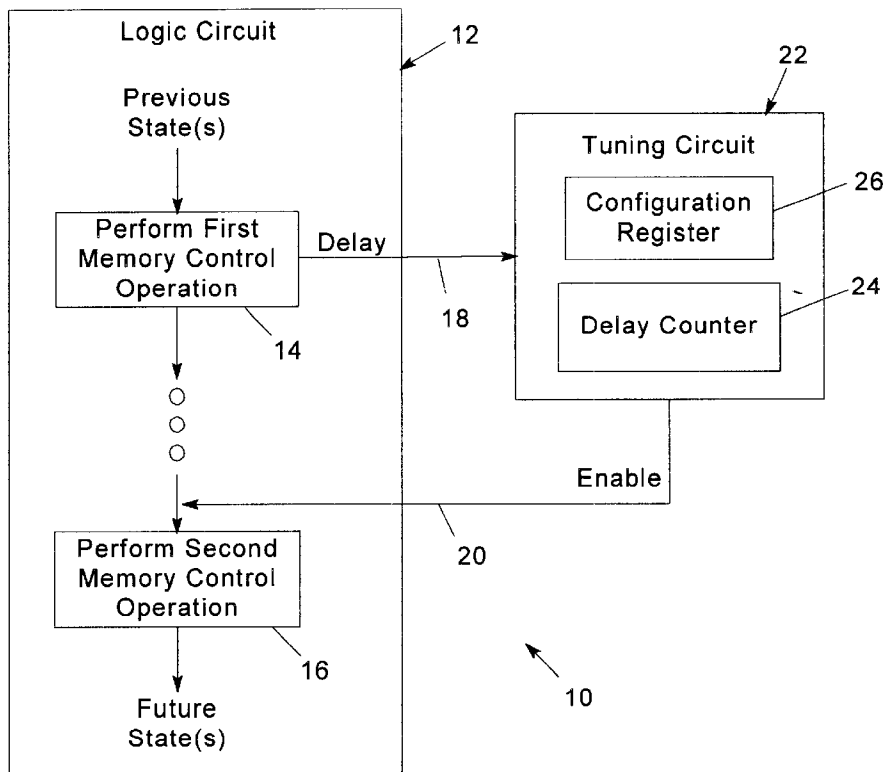 Logic Circuit
12
Previous
State(s)
22
Tuning Circuit
26
Configuration
Register
Perform First
Memory Control
Operation
Delay
18
24
Delay Counter
14
Enable
20
Perform Second
Memory Control
Operation
16
10
Future
State(s)